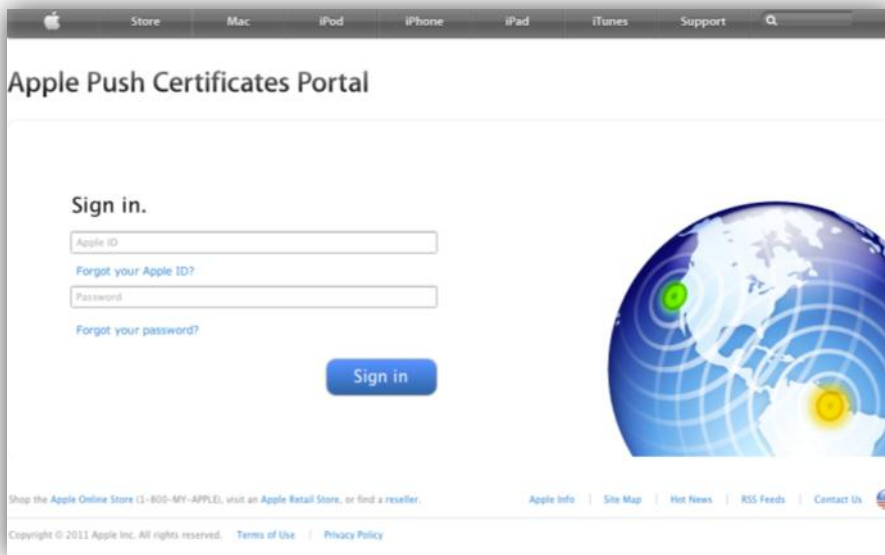 Store Mac iPod iPhone iPad iTunes Support
Apple Push Certificates Portal
Sign in.
Apple ID
Forgot your Apple ID?
Password
Forgot your password?
Sign in
Shop the Apple Online Store (1-800-MY-APPLE), visit an Apple Retail Store, or find a reseller.
Apple Info | Site Map | Hot News | RSS Feeds | Contact Us
Copyright © 2011 Apple Inc. All rights reserved. Terms of Use | Privacy Policy